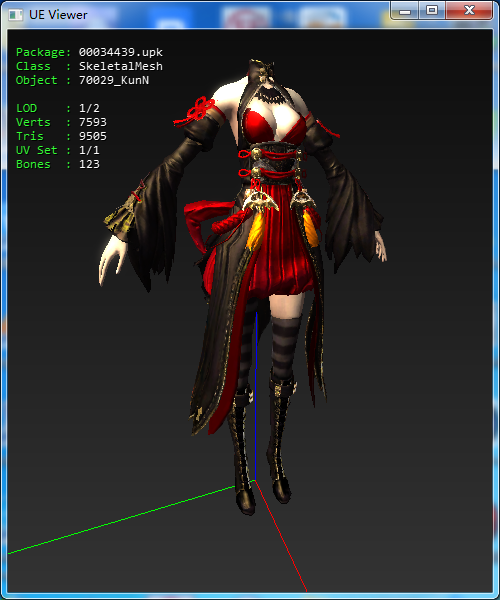 UE Viewer
Package: 00034439.upk
Class : SkeletalMesh
Object : 70029_KunN
LOD : 1/2
Verts : 7593
Tris : 9505
UV Set : 1/1
Bones : 123